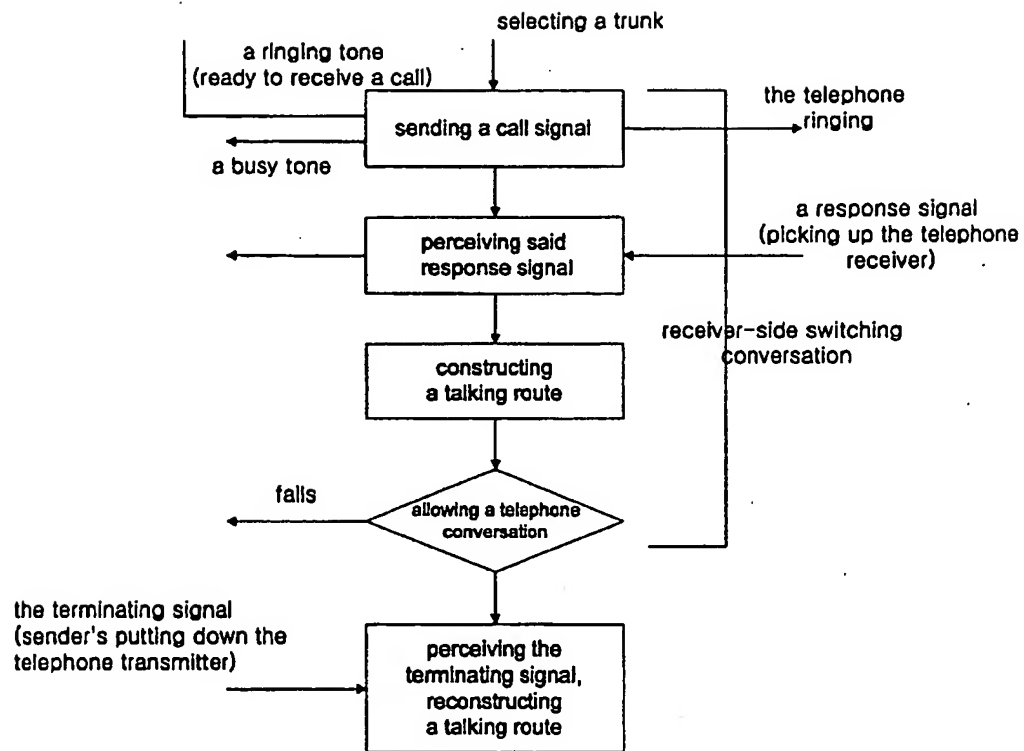 selecting a trunk
a ringing tone
(ready to receive a call)
sending a call signal
the telephone
ringing
a busy tone
perceiving said
response signal
a response signal
(picking up the telephone
receiver)
receiver-side switching
conversation
constructing
a talking route
fails
allowing a telephone
conversation
the terminating signal
(sender's putting down the
telephone transmitter)
perceiving the
terminating signal,
reconstructing
a talking route